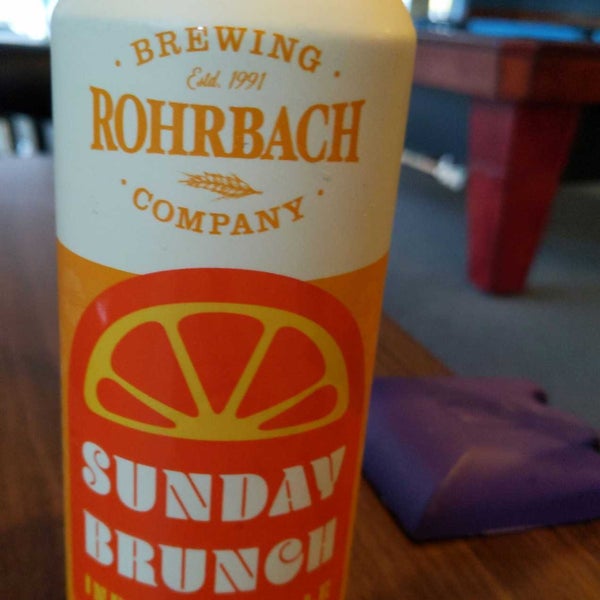 · BREWING ·
Estd. 1991
ROHRBACH
· COMPANY ·
SUNDAY
BRUNCH